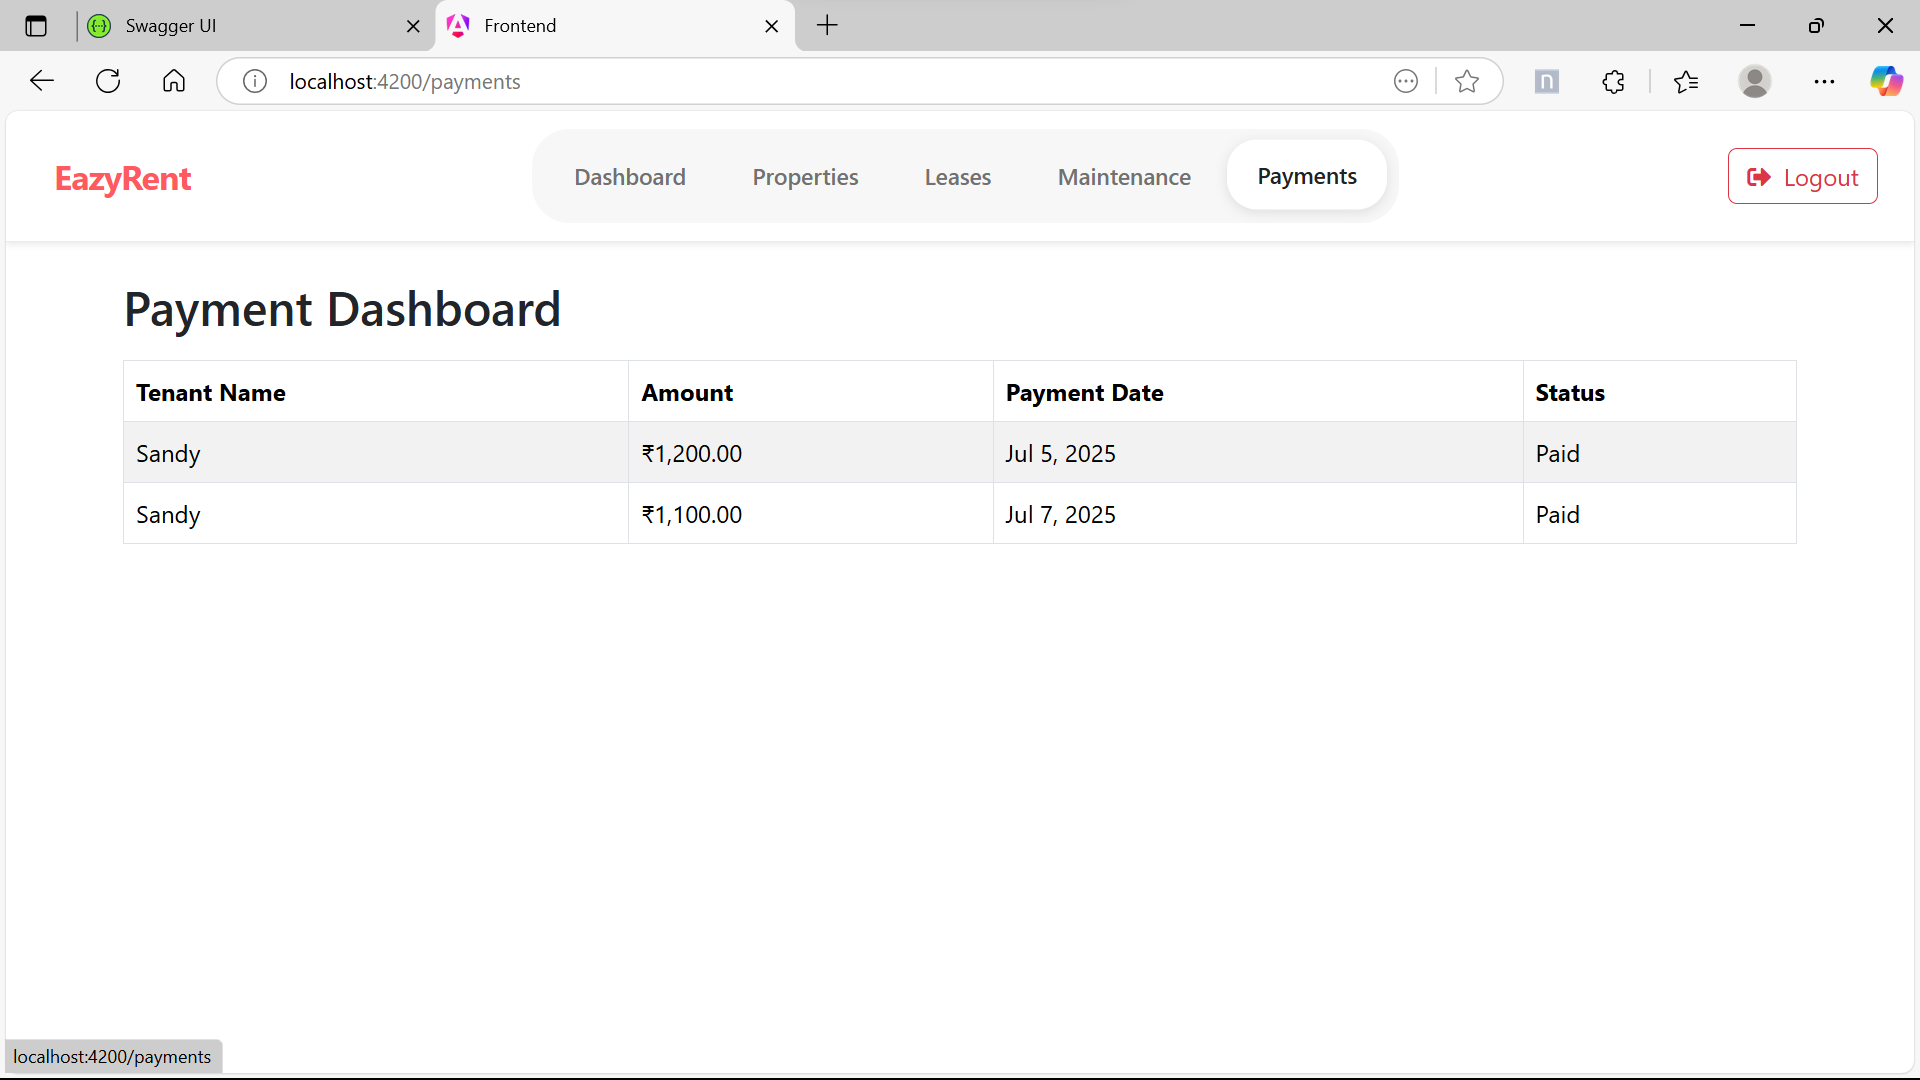 Swagger UI
Frontend
localhost:4200/payments
EazyRent
Dashboard
Properties
Leases
Maintenance
Payments
Logout
Payment Dashboard
Tenant Name Amount Payment Date Status
Sandy ₹1,200.00 Jul 5, 2025 Paid
Sandy ₹1,100.00 Jul 7, 2025 Paid
localhost:4200/payments